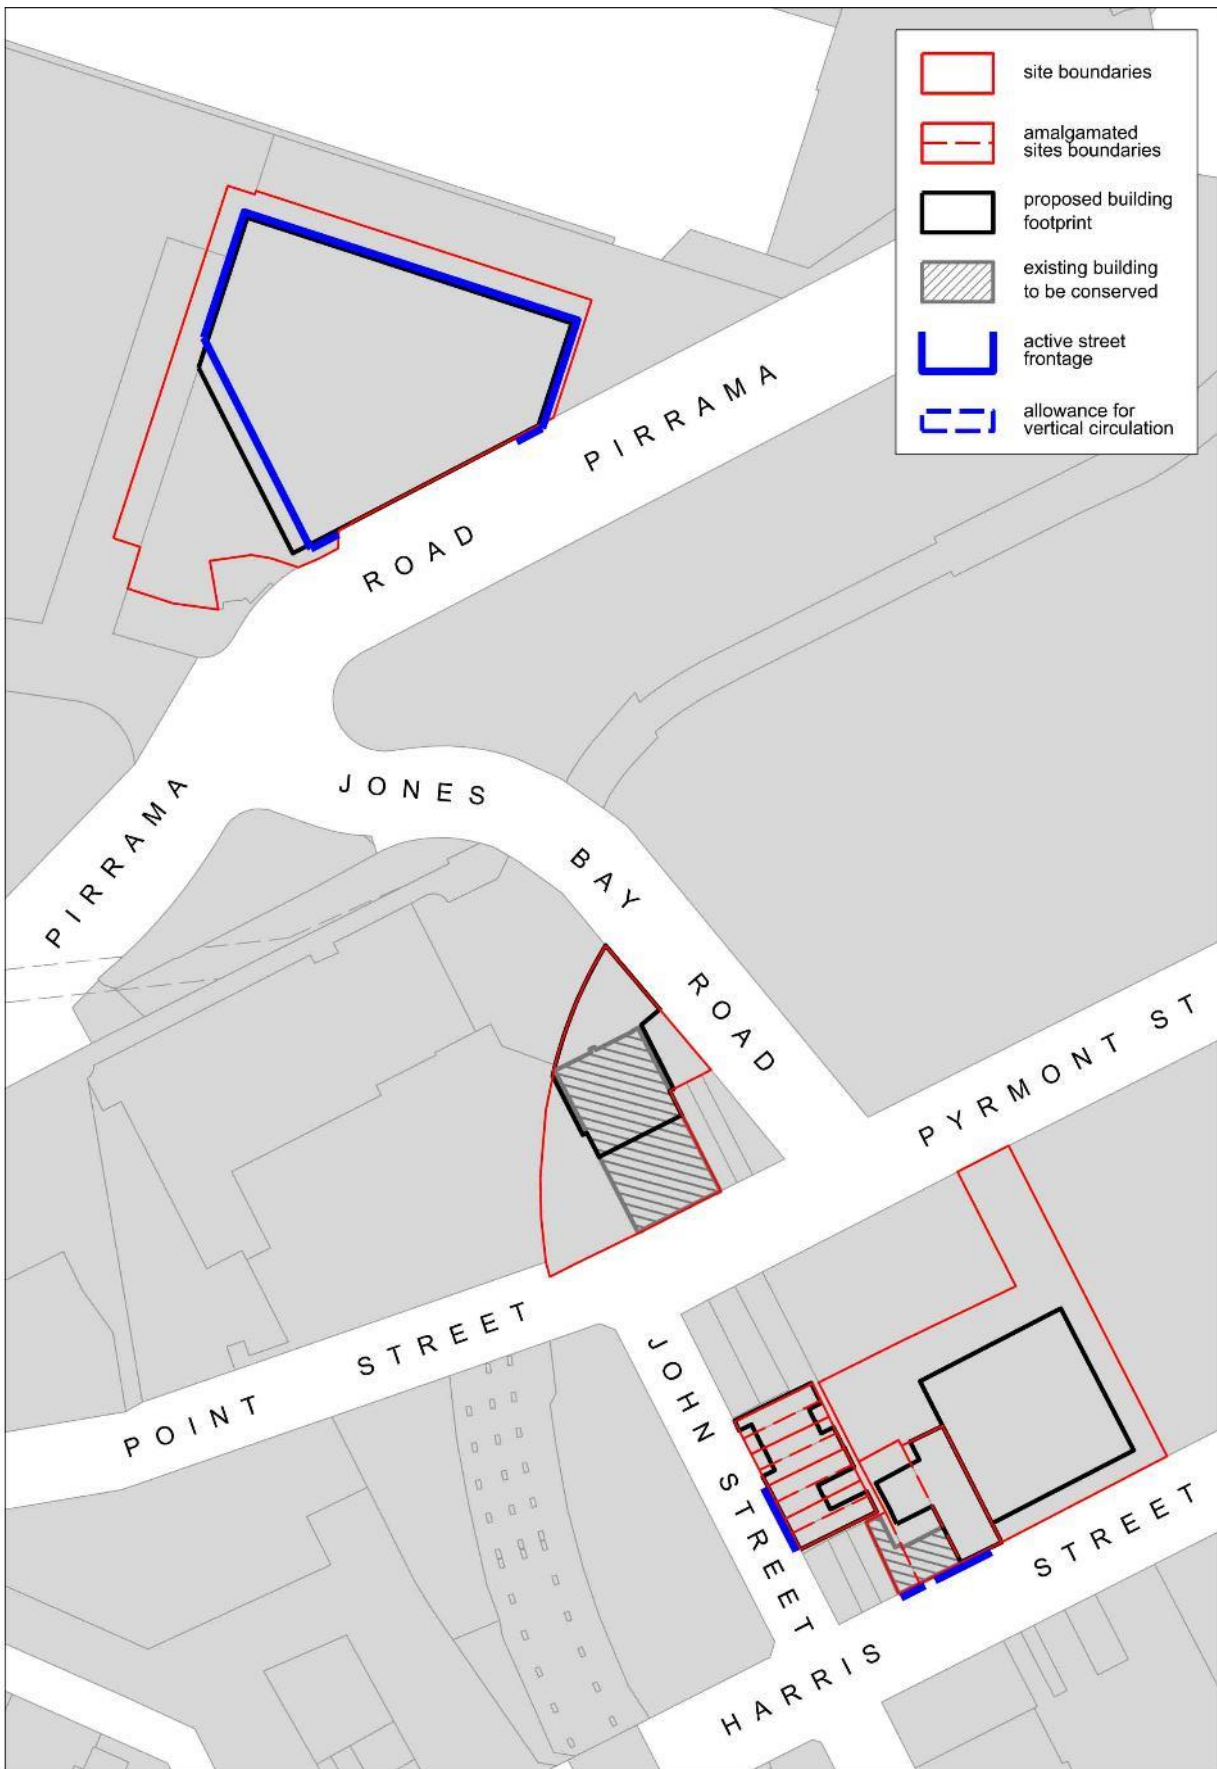 site boundaries
amalgamated
sites boundaries
proposed building
footprint
existing building
to be conserved
active street
frontage
allowance for
vertical circulation
PIRRAMA
ROAD
JONES
BAY
ROAD
PIRRAMA
PYRMONT ST
POINT STREET
JOHN STREET
HARRIS STREET